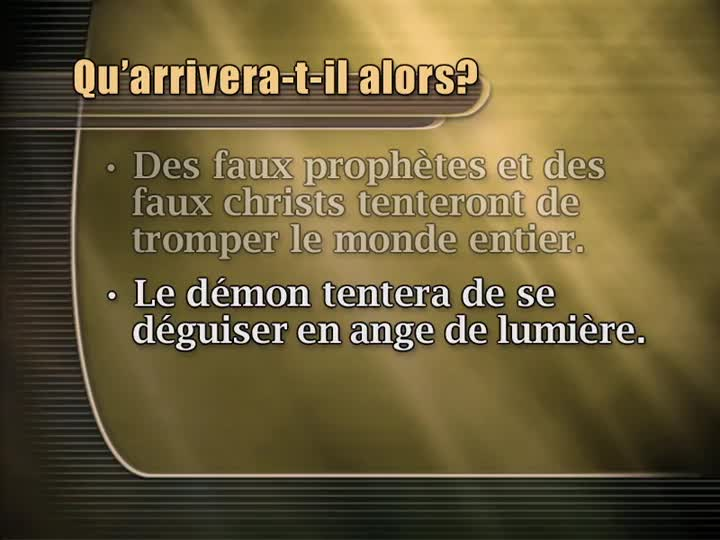 Qu’arrivera-t-il alors?
• Des faux prophètes et des
faux christs tenteront de
tromper le monde entier.
• Le démon tentera de se
déguiser en ange de lumière.